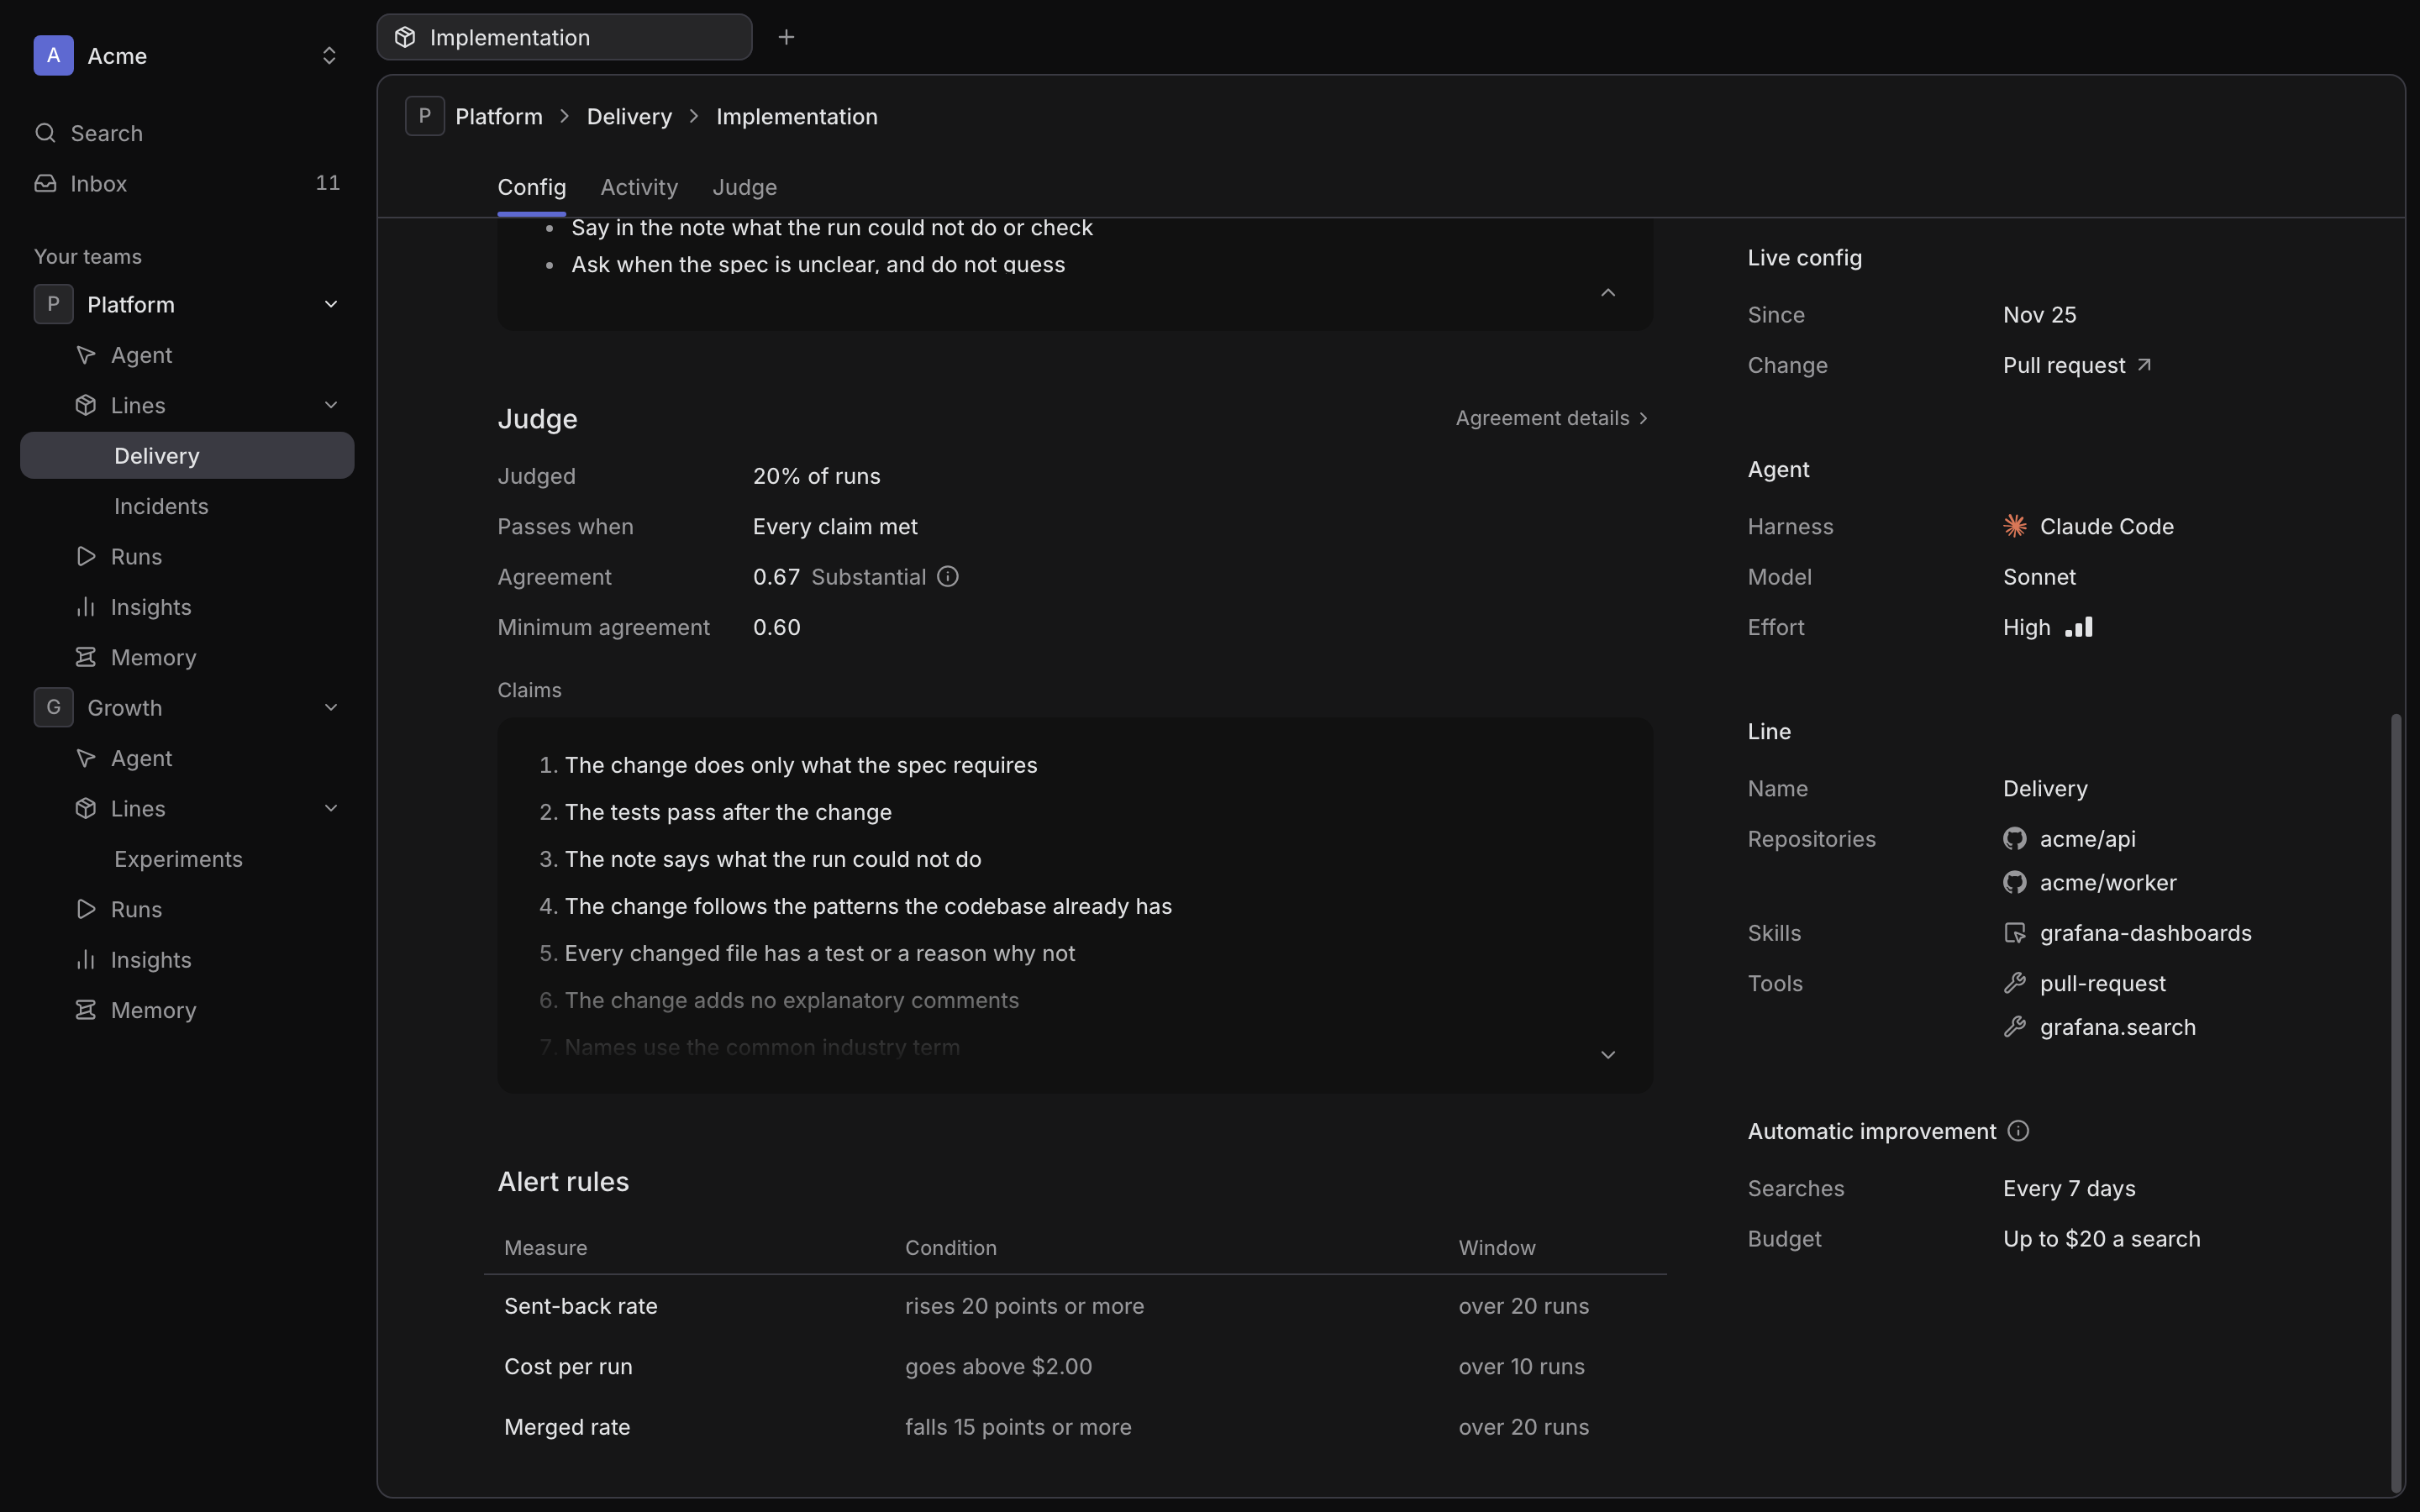 A Acme
Search
Inbox 11
Your teams
P Platform
Agent
Lines
Delivery
Incidents
Runs
Insights
Memory
G Growth
Agent
Lines
Experiments
Runs
Insights
Memory
Implementation
P Platform > Delivery > Implementation
Config Activity Judge
• Say in the note what the run could not do or check
• Ask when the spec is unclear, and do not guess
Judge Agreement details >
Judged 20% of runs
Passes when Every claim met
Agreement 0.67 Substantial
Minimum agreement 0.60
Claims
1. The change does only what the spec requires
2. The tests pass after the change
3. The note says what the run could not do
4. The change follows the patterns the codebase already has
5. Every changed file has a test or a reason why not
6. The change adds no explanatory comments
7. Names use the common industry term
Alert rules
Measure Condition Window
Sent-back rate rises 20 points or more over 20 runs
Cost per run goes above $2.00 over 10 runs
Merged rate falls 15 points or more over 20 runs
Live config
Since Nov 25
Change Pull request
Agent
Harness Claude Code
Model Sonnet
Effort High
Line
Name Delivery
Repositories acme/api
acme/worker
Skills grafana-dashboards
Tools pull-request
grafana.search
Automatic improvement
Searches Every 7 days
Budget Up to $20 a search